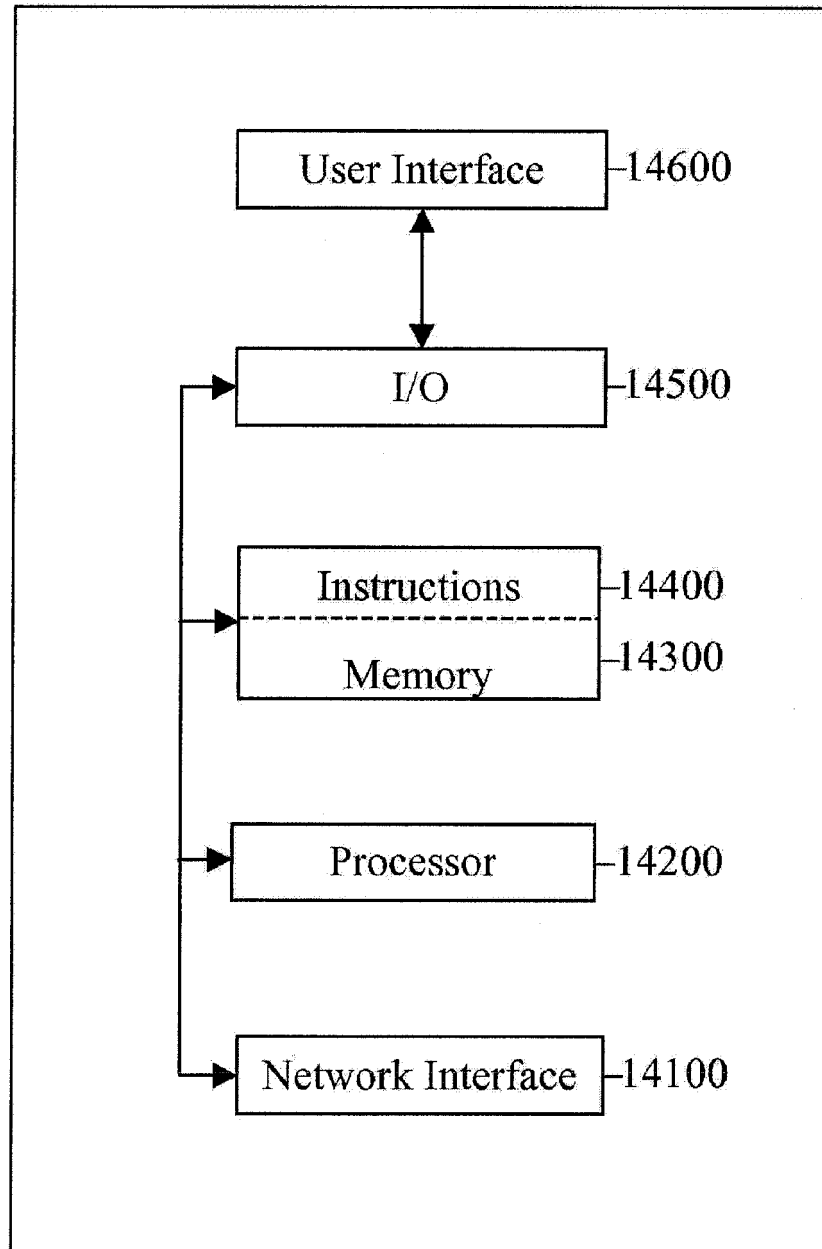 User Interface 14600
I/O 14500
Instructions 14400
Memory 14300
Processor 14200
Network Interface 14100